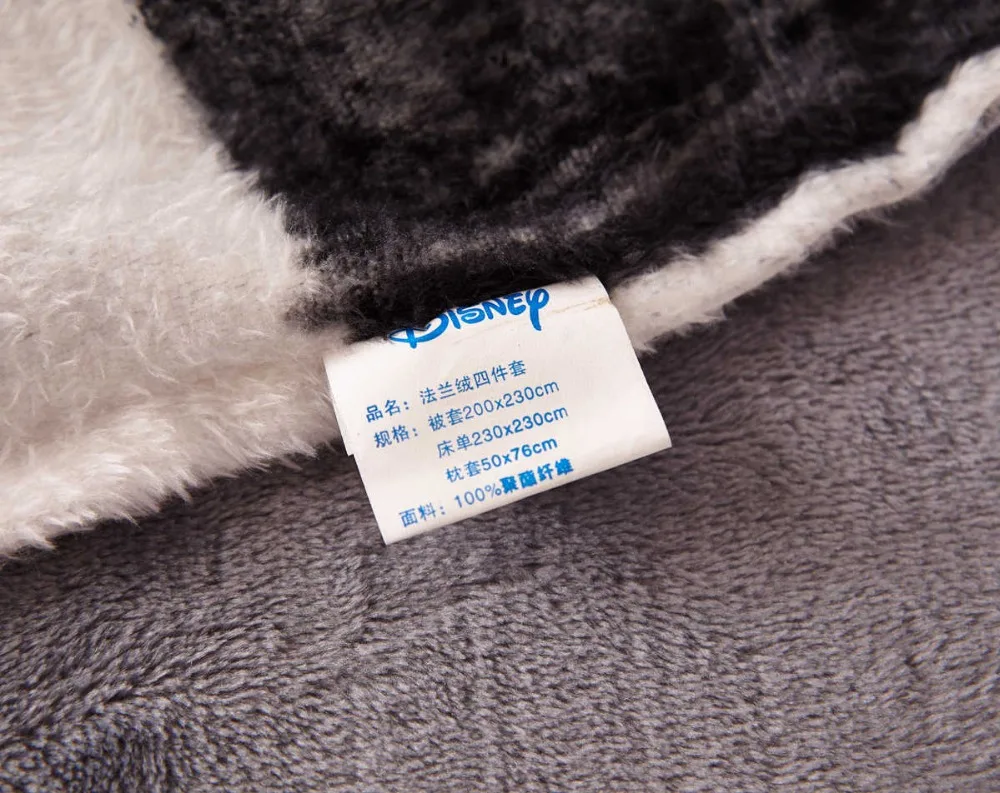 DISNEY
品名：法兰绒四件套
规格：被套200x230cm
床单230x230cm
枕套50x76cm
面料：100%聚酯纤维